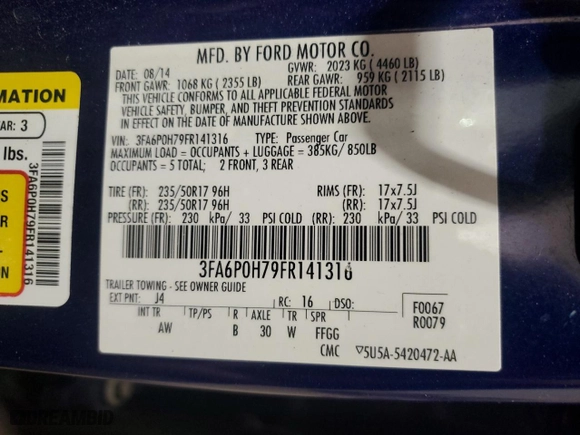 MFD. BY FORD MOTOR CO.
DATE: 08/14 GVWR: 2023 KG ( 4460 LB)
FRONT GAWR: 1068 KG ( 2355 LB) REAR GAWR: 959 KG ( 2115 LB)
THIS VEHICLE CONFORMS TO ALL APPLICABLE FEDERAL MOTOR
VEHICLE SAFETY, BUMPER, AND THEFT PREVENTION STANDARDS
IN EFFECT ON THE DATE OF MANUFACTURE SHOWN ABOVE.
VIN: 3FA6P0H79FR141316 TYPE: Passenger Car
MAXIMUM LOAD = OCCUPANTS + LUGGAGE = 385KG/ 850LB
OCCUPANTS = 5 TOTAL; 2 FRONT, 3 REAR
TIRE (FR): 235/50R17 96H RIMS (FR): 17x7.5J
(RR): 235/50R17 96H (RR): 17x7.5J
PRESSURE (FR): 230 kPa/ 33 PSI COLD (RR): 230 kPa/ 33 PSI COLD
3FA6P0H79FR141316
TRAILER TOWING - SEE OWNER GUIDE
EXT PNT: J4 RC: 16 DSO:
INT TR TP/PS R AXLE TR SPR
AW B 30 W FFGG
F0067
R0079
CMC ▽5U5A-5420472-AA
MATION
AR: 3
lbs.
S
R
ION
3FA6P0H79FR141316
DREAMBID